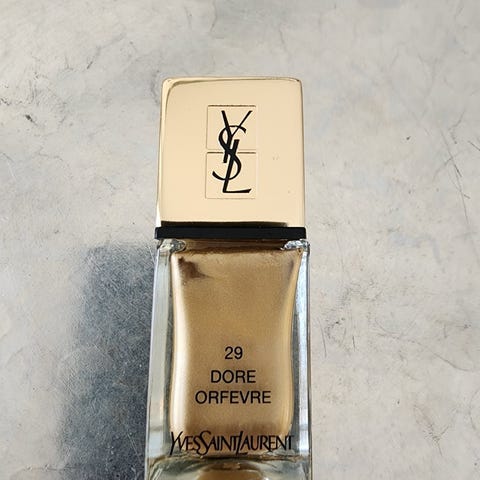 YSL
29
DORE
ORFEVRE
YVESSAINTLAURENT